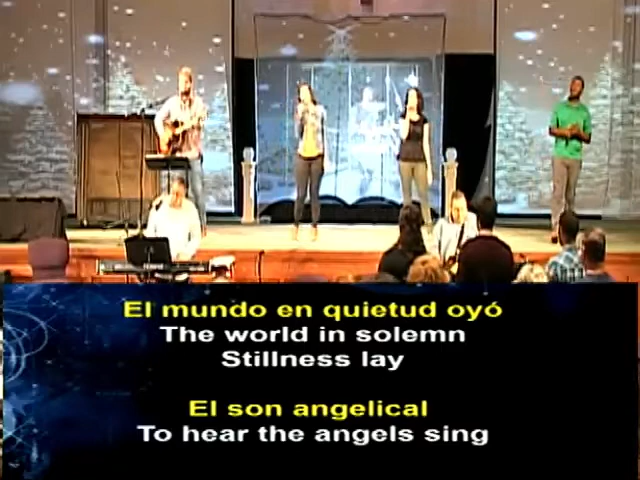 El mundo en quietud oyó
The world in solemn
Stillness lay
El son angelical
To hear the angels sing